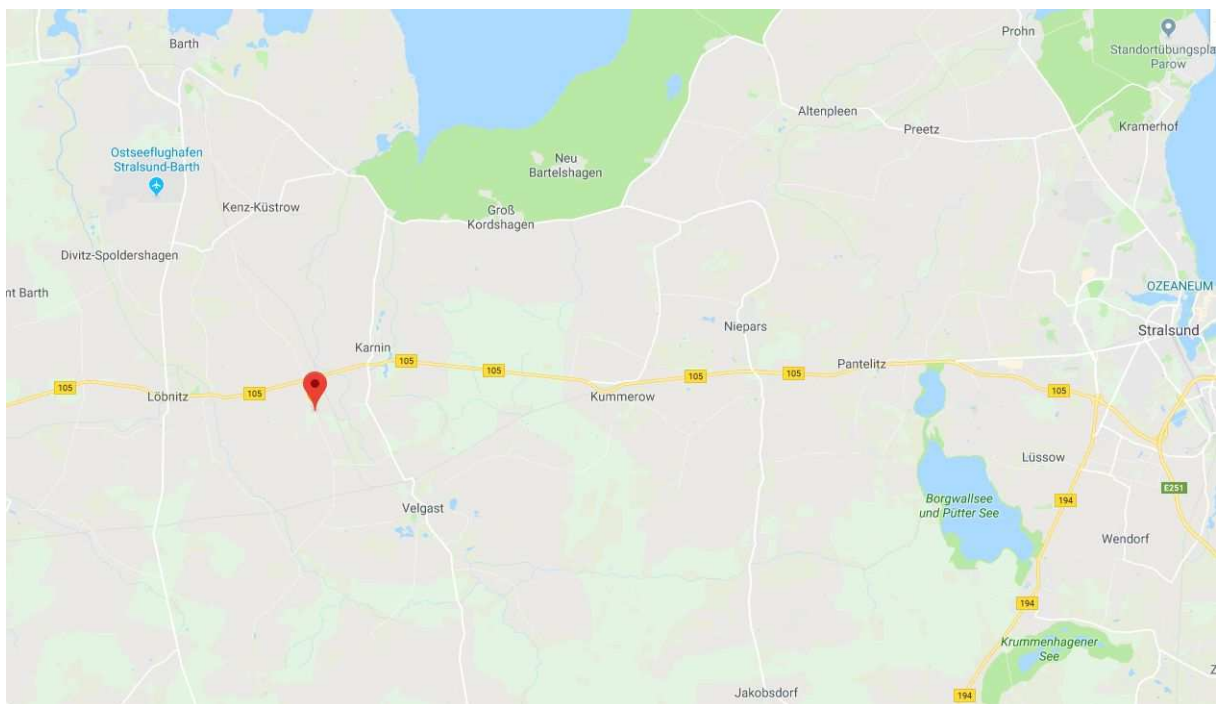 Barth
Prohn
Standortübungspla
Parow
Altenpleen
Preetz
Kramerhof
Ostseeflughafen
Stralsund-Barth
Neu
Bartelshagen
Kenz-Küstrow
Groß
Kordshagen
Divitz-Spoldershagen
nt Barth
OZEANEUM
Niepars
Stralsund
Karnin
105
105
105
Pantelitz
105
105
105
105
Löbnitz
Kummerow
Lüssow
E251
194
Borgwallsee
und Pütter See
Velgast
Wendorf
194
Krummenhagener
See
Z
Jakobsdorf
194